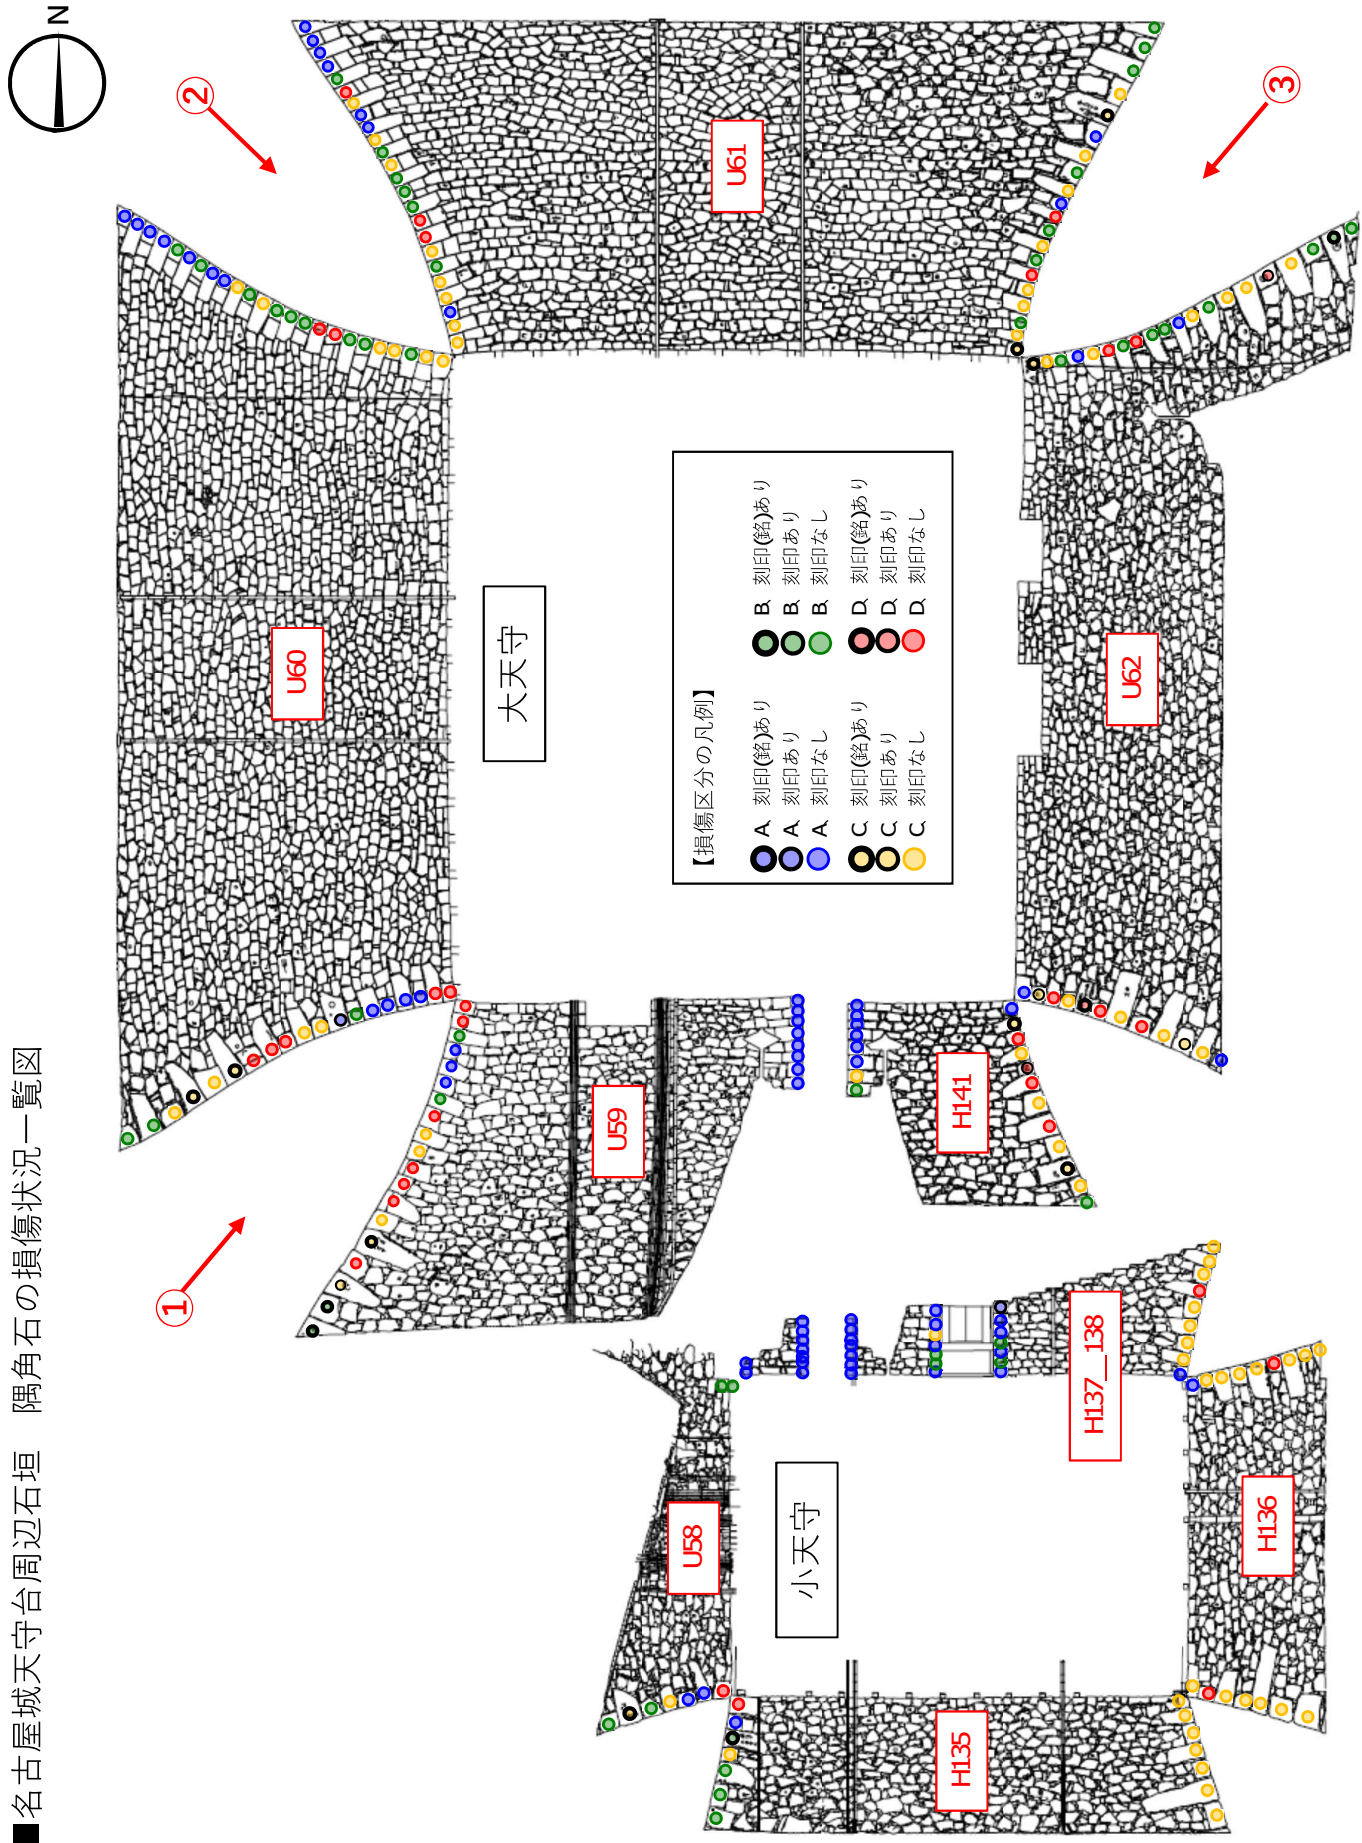 ■名古屋城天守台周辺石垣　隅角石の損傷状況一覧図
N
①
②
③
U60
U61
U59
U62
H141
U58
H137_138
H135
H136
大天守
小天守
【損傷区分の凡例】
A、刻印(銘)あり
A、刻印あり
A、刻印なし
B、刻印(銘)あり
B、刻印あり
B、刻印なし
C、刻印(銘)あり
C、刻印あり
C、刻印なし
D、刻印(銘)あり
D、刻印あり
D、刻印なし